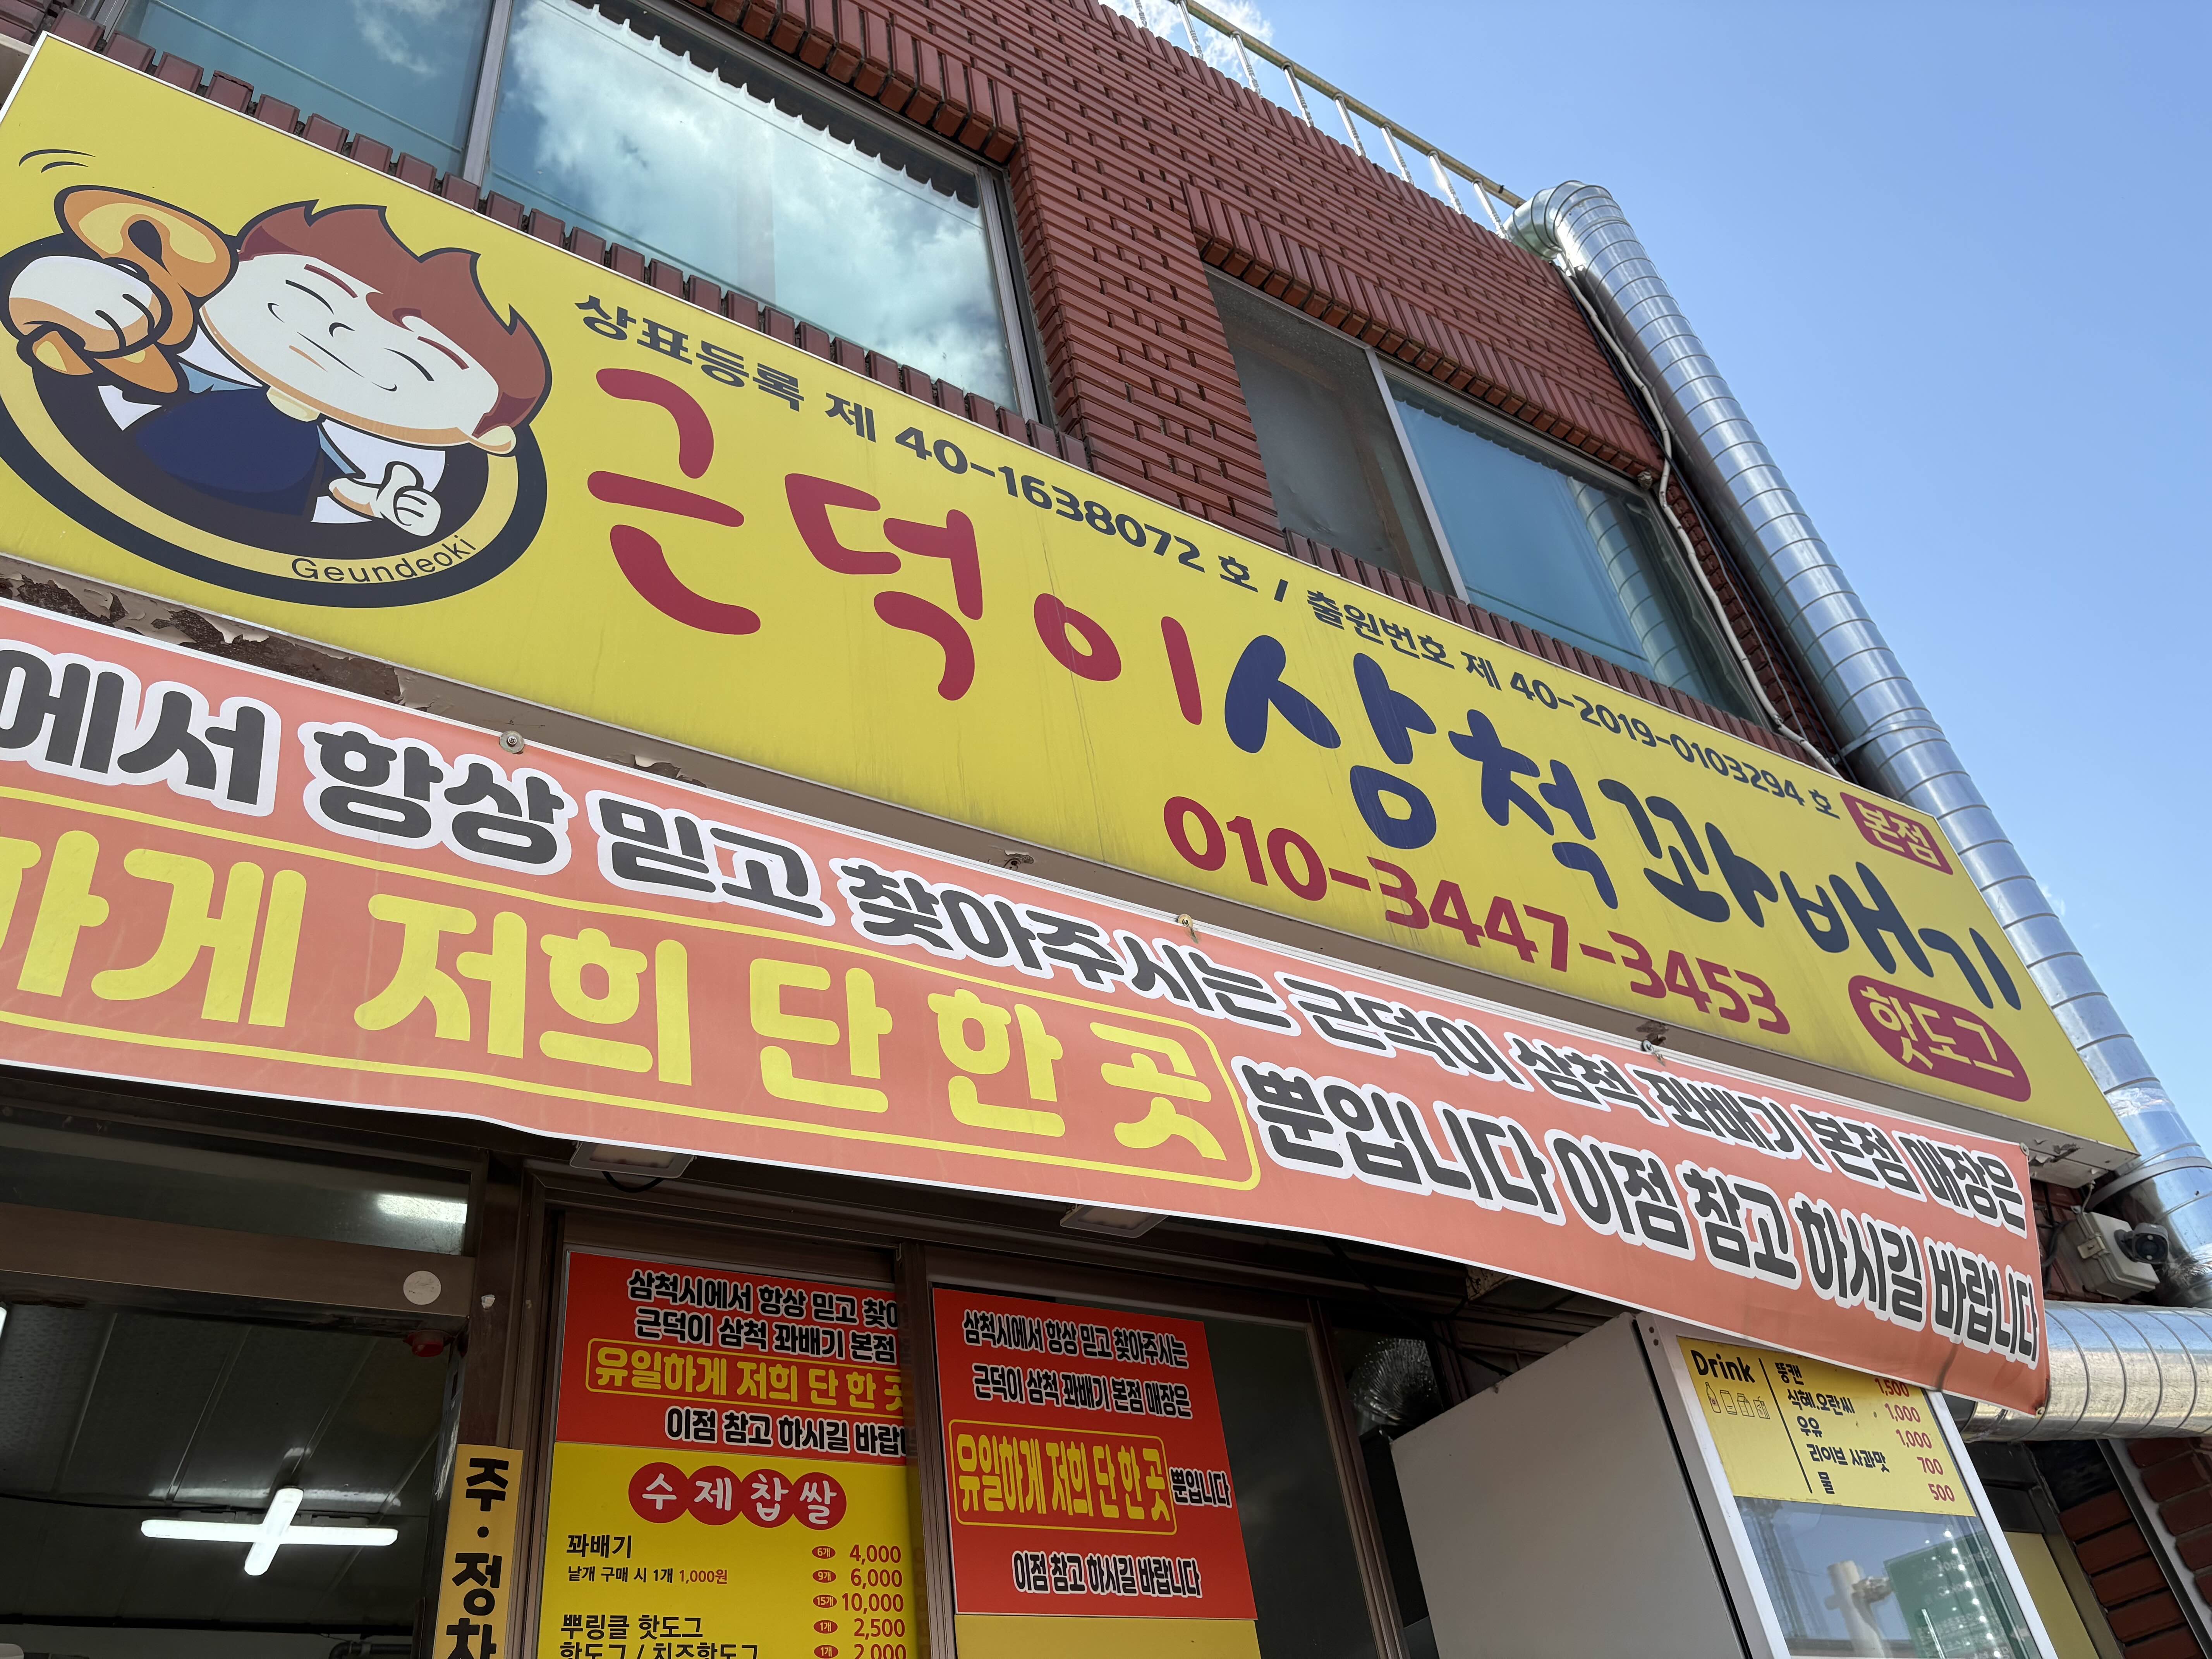 상표등록 제 40-1638072 호 / 출원번호 제 40-2019-0103294 호
근덕이삼척꽈배기 본점
010-3447-3453 핫도그
Geundeoki
에서 항상 믿고 찾아주시는 근덕이 삼척 꽈배기 본점 매장은
하게 저희 단 한 곳 뿐입니다 이점 참고 하시길 바랍니다
삼척시에서 항상 믿고 찾아
근덕이 삼척 꽈배기 본점
유일하게 저희 단 한 곳
이점 참고 하시길 바랍니
수제찹쌀
꽈배기 6개 4,000
낱개 구매 시 1개 1,000원 9개 6,000
15개 10,000
뿌링클 핫도그 1개 2,500
핫도그 / 치즈핫도그 1개 2,000
주·정차
삼척시에서 항상 믿고 찾아주시는
근덕이 삼척 꽈배기 본점 매장은
유일하게 저희 단 한 곳 뿐입니다
이점 참고 하시길 바랍니다
Drink
뚱캔 1,500
식혜.오란씨 1,000
우유 1,000
리이브 사과맛 700
물 500